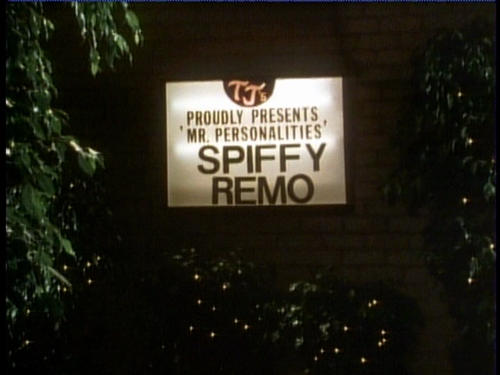 TJ's
PROUDLY PRESENTS,
'MR. PERSONALITIES'
SPIFFY
REMO